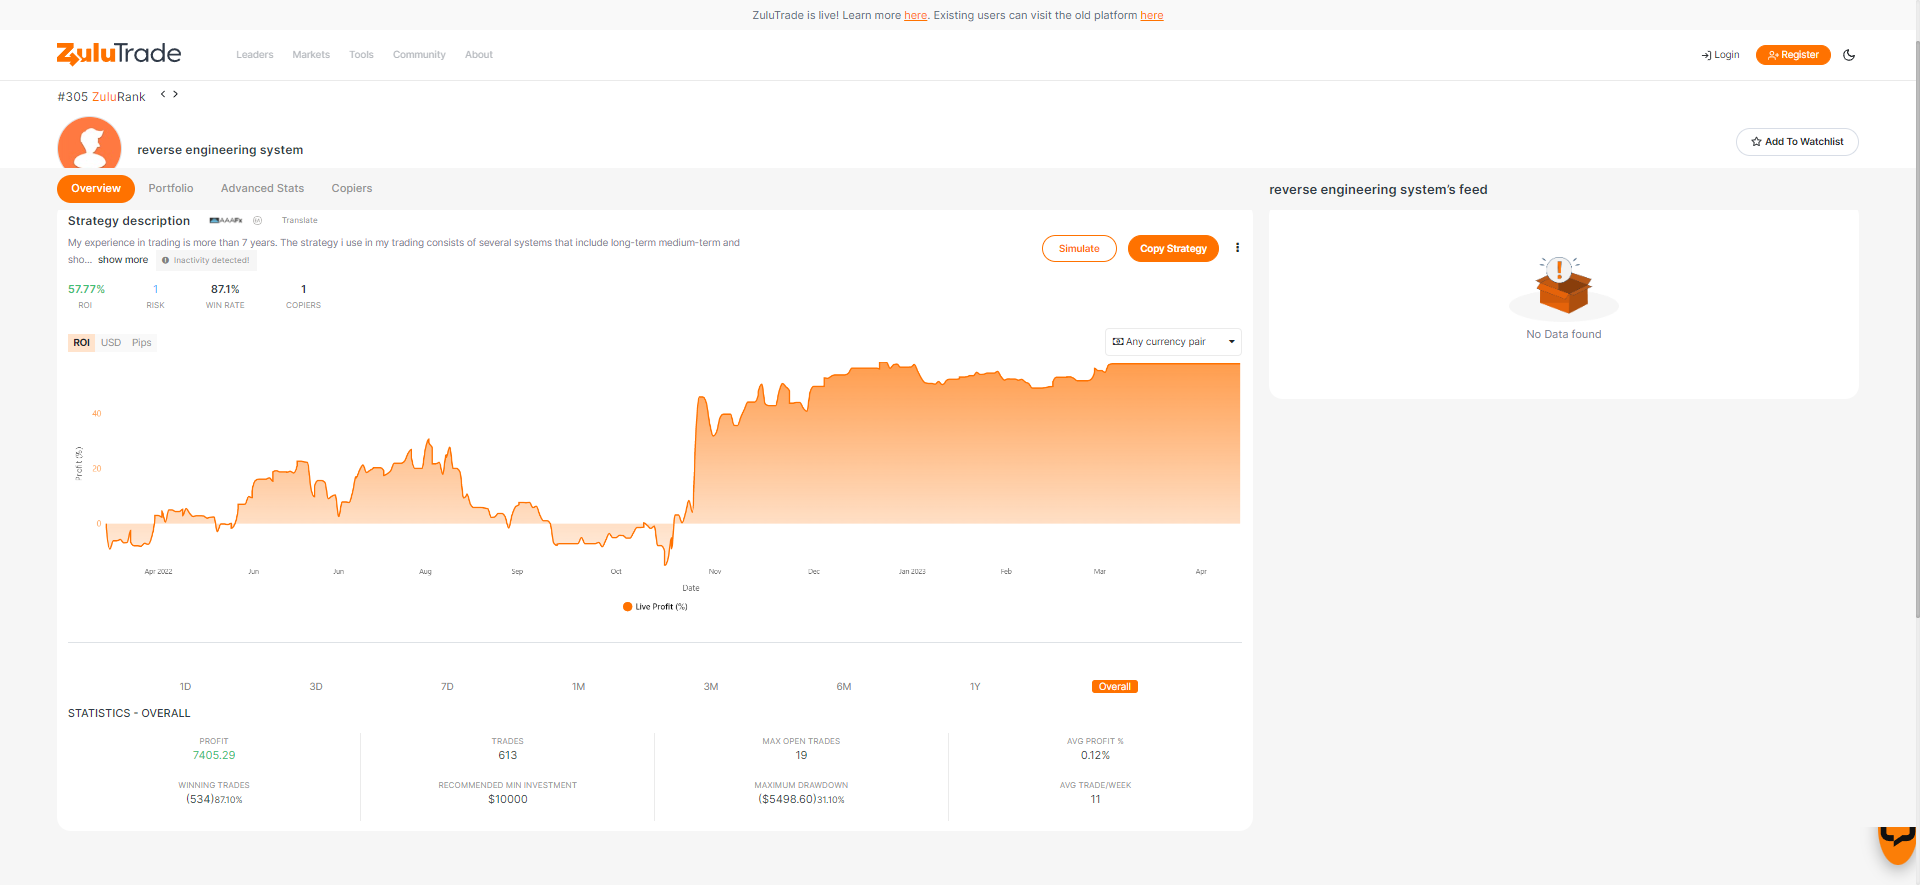 ZuluTrade is live! Learn more here. Existing users can visit the old platform here
ZuluTrade
Leaders
Markets
Tools
Community
About
Login
Register
#305 ZuluRank
reverse engineering system
Add To Watchlist
Overview
Portfolio
Advanced Stats
Copiers
reverse engineering system's feed
Strategy description
AAAFx
Translate
My experience in trading is more than 7 years. The strategy i use in my trading consists of several systems that include long-term medium-term and
sho... show more
Inactivity detected!
Simulate
Copy Strategy
57.77%
1
87.1%
1
ROI
RISK
WIN RATE
COPIERS
No Data found
ROI
USD
Pips
Any currency pair
40
20
0
Profit (%)
Apr 2022
Jun
Jun
Aug
Sep
Oct
Nov
Dec
Jan 2023
Feb
Mar
Apr
Date
Live Profit (%)
1D
3D
7D
1M
3M
6M
1Y
Overall
STATISTICS - OVERALL
PROFIT
7405.29
TRADES
613
MAX OPEN TRADES
19
AVG PROFIT %
0.12%
WINNING TRADES
(534)87.10%
RECOMMENDED MIN INVESTMENT
$10000
MAXIMUM DRAWDOWN
($5498.60)31.10%
AVG TRADE/WEEK
11